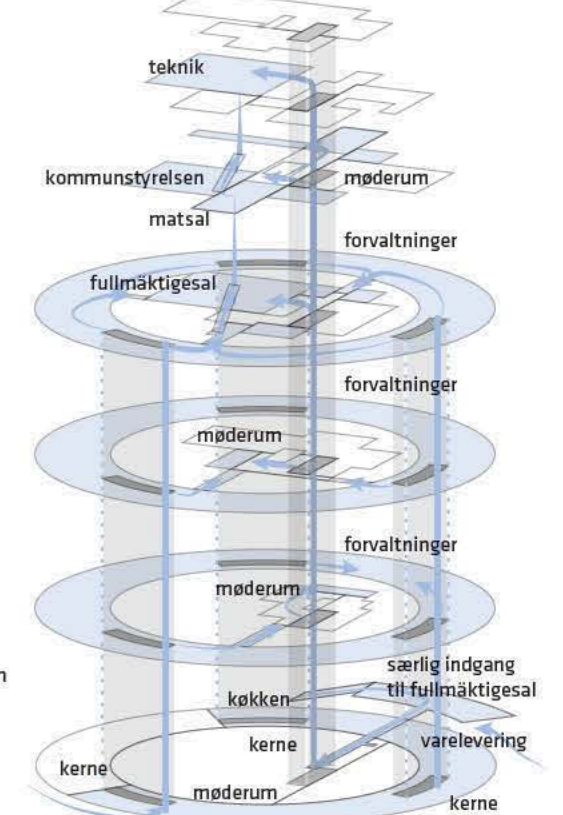 teknik
kommunstyrelsen
møderum
matsal
forvaltninger
fullmäktigesal
forvaltninger
møderum
forvaltninger
møderum
særlig indgang
til fullmäktigesal
køkken
varelevering
kerne
kerne
møderum
kerne